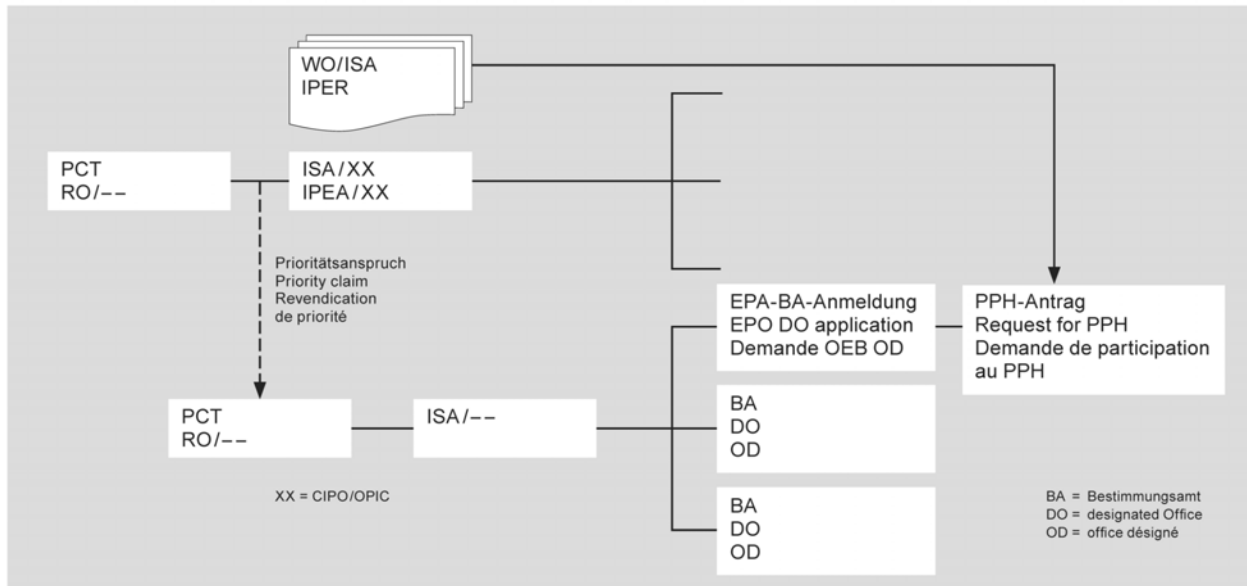 WO/ISA
IPER
PCT
RO/--
ISA/XX
IPEA/XX
Prioritätsanspruch
Priority claim
Revendication
de priorité
EPA-BA-Anmeldung
EPO DO application
Demande OEB OD
PPH-Antrag
Request for PPH
Demande de participation
au PPH
PCT
RO/--
ISA/--
BA
DO
OD
XX = CIPO/OPIC
BA
DO
OD
BA = Bestimmungsamt
DO = designated Office
OD = office désigné